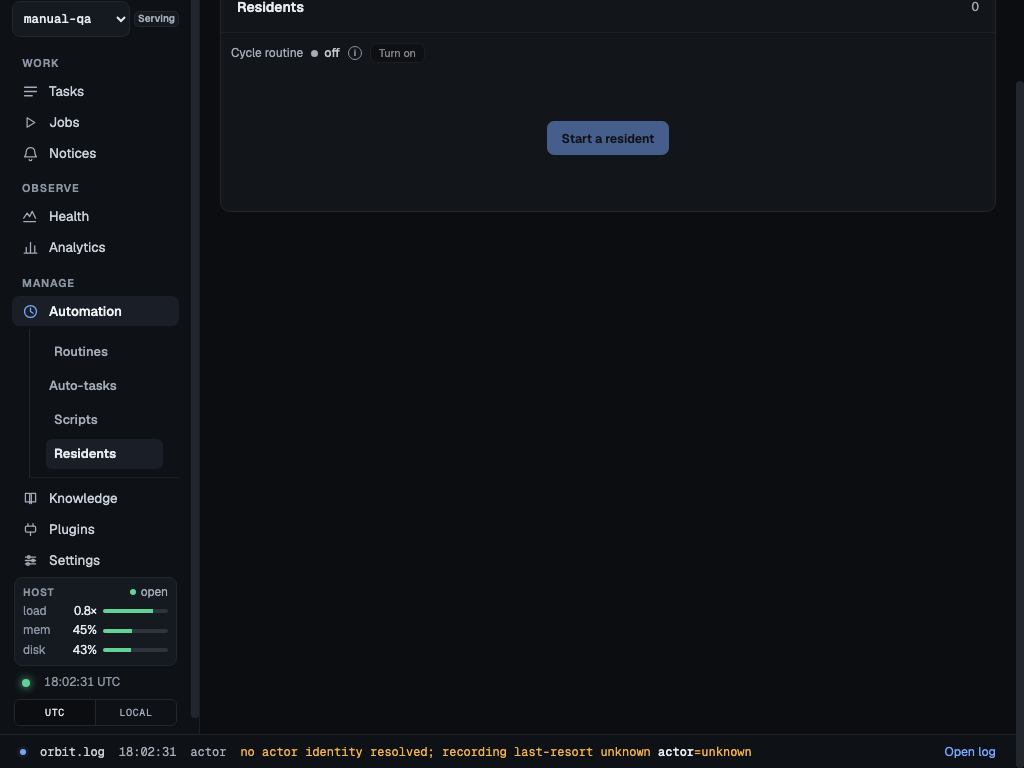 manual-qa
Serving
WORK
Tasks
Jobs
Notices
OBSERVE
Health
Analytics
MANAGE
Automation
Routines
Auto-tasks
Scripts
Residents
Knowledge
Plugins
Settings
HOST open
load 0.8×
mem 45%
disk 43%
18:02:31 UTC
UTC LOCAL
Residents 0
Cycle routine off i Turn on
Start a resident
orbit.log 18:02:31 actor no actor identity resolved; recording last-resort unknown actor=unknown Open log